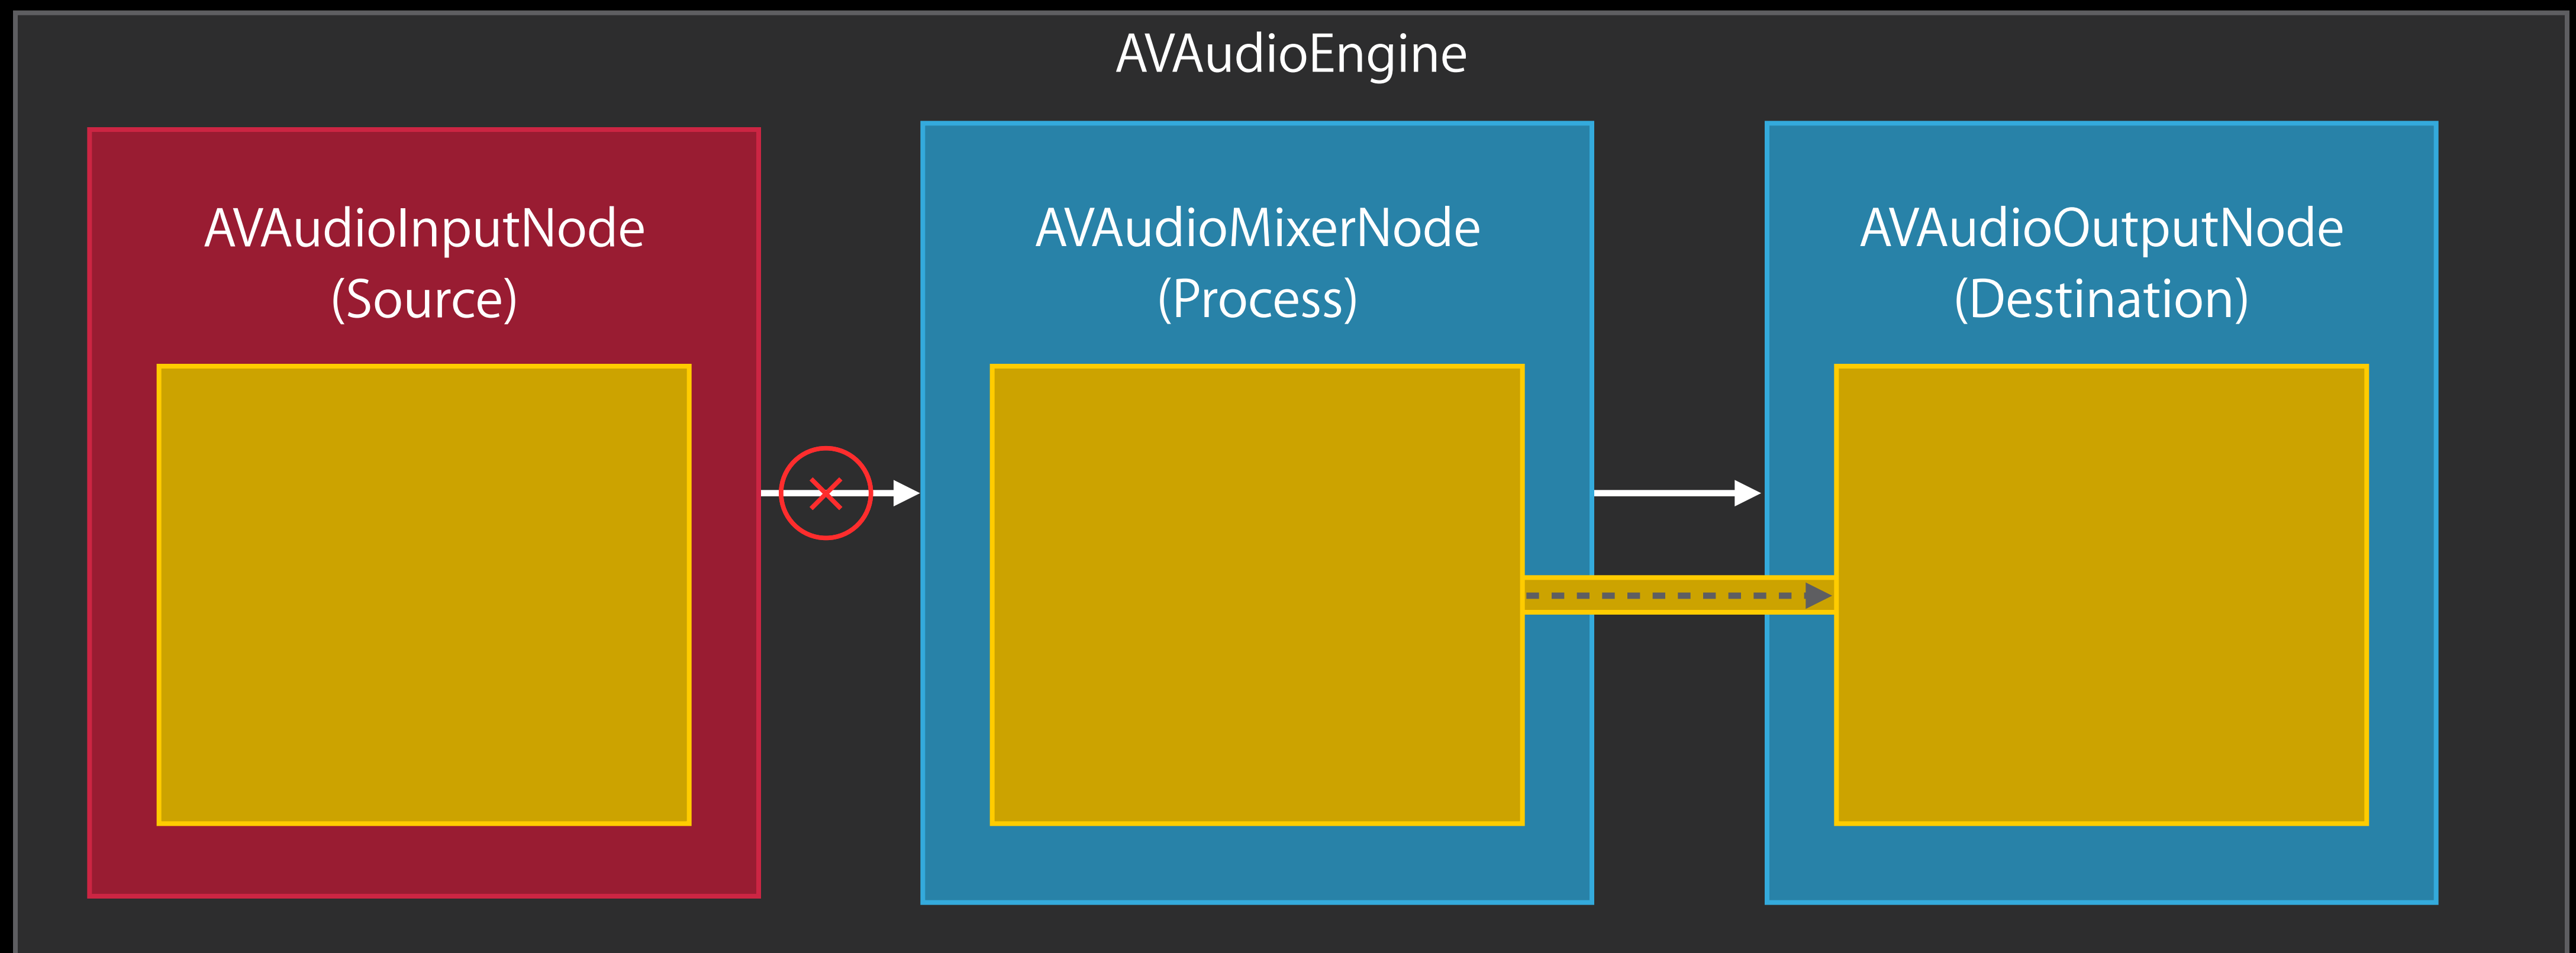 AVAudioEngine
AVAudioInputNode
(Source)
AVAudioMixerNode
(Process)
AVAudioOutputNode
(Destination)